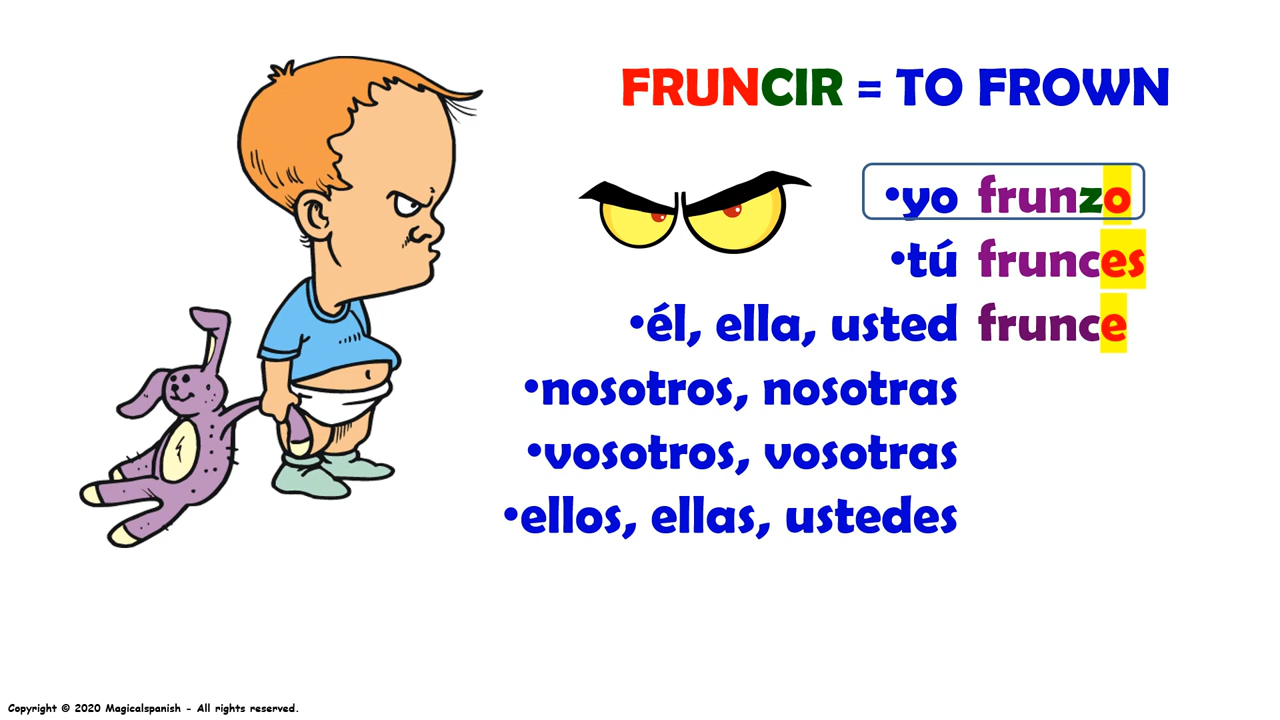 FRUNCIR = TO FROWN
•yo frunzo
•tú frunces
•él, ella, usted frunce
•nosotros, nosotras
•vosotros, vosotras
•ellos, ellas, ustedes
Copyright © 2020 Magicalspanish - All rights reserved.